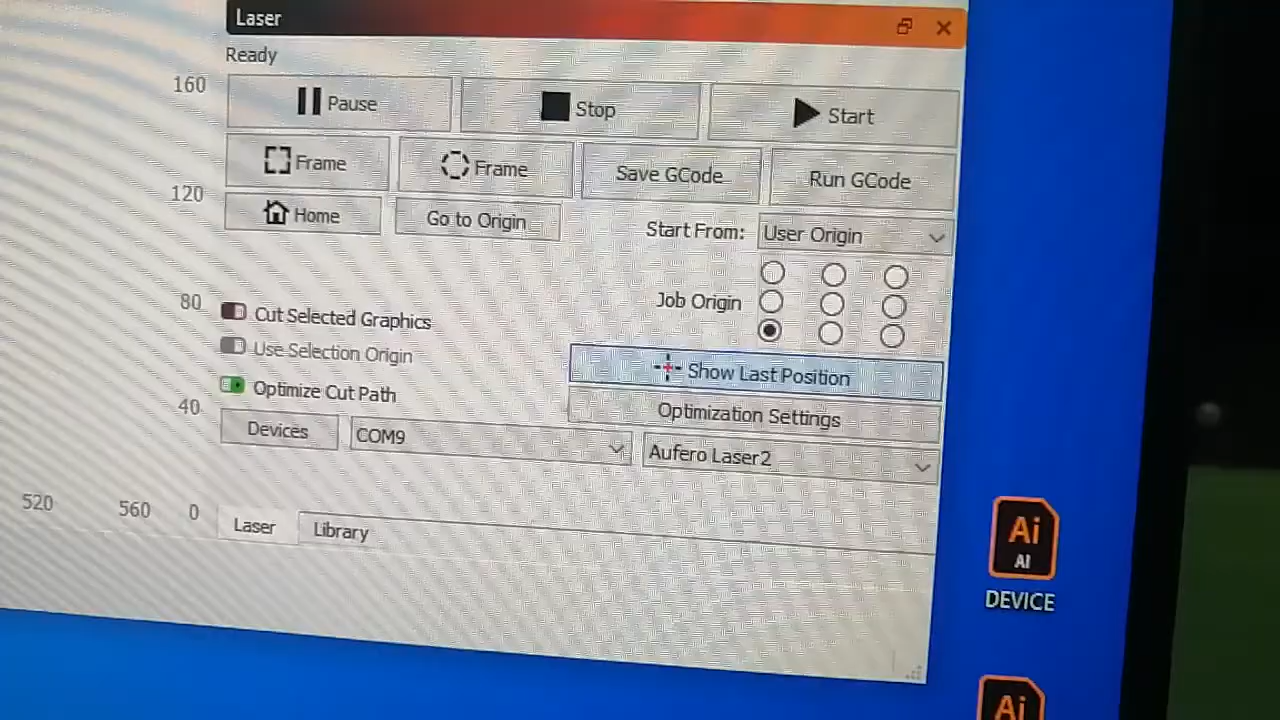 Laser
Ready
160
Pause
Stop
Start
Frame
Frame
Save GCode
Run GCode
120
Home
Go to Origin
Start From:
User Origin
Job Origin
80
Cut Selected Graphics
Use Selection Origin
Show Last Position
Optimize Cut Path
40
Optimization Settings
Devices
COM9
Aufero Laser2
520
560
0
Laser
Library
Ai
AI
DEVICE
Ai